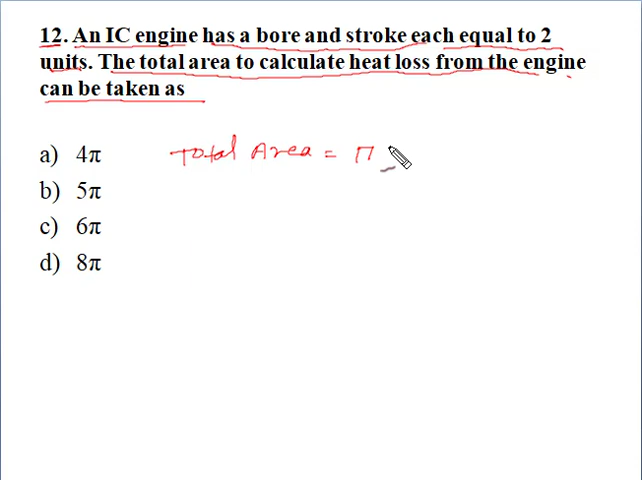 12. An IC engine has a bore and stroke each equal to 2
units. The total area to calculate heat loss from the engine
can be taken as
a) 4π Total Area = π
b) 5π
c) 6π
d) 8π